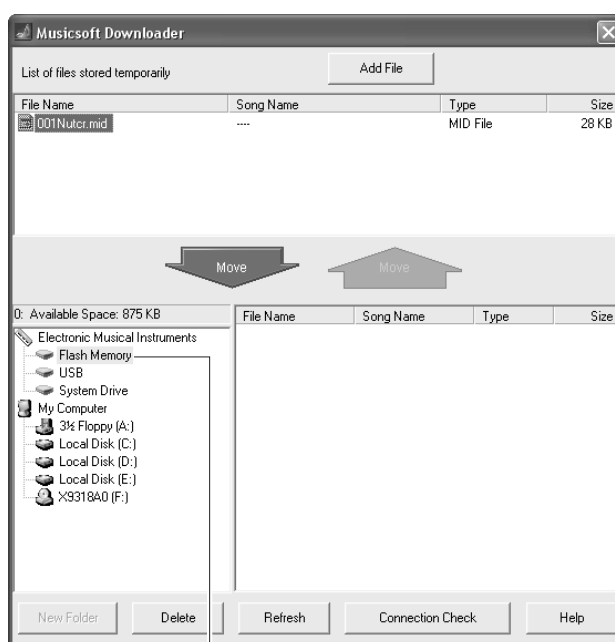 Musicsoft Downloader
List of files stored temporarily
Add File
File Name Song Name Type Size
001Nutcr.mid ---- MID File 28 KB
Move Move
0: Available Space: 875 KB
File Name Song Name Type Size
Electronic Musical Instruments
Flash Memory
USB
System Drive
My Computer
3½ Floppy (A:)
Local Disk (C:)
Local Disk (D:)
Local Disk (E:)
X9318A0 (F:)
New Folder Delete Refresh Connection Check Help